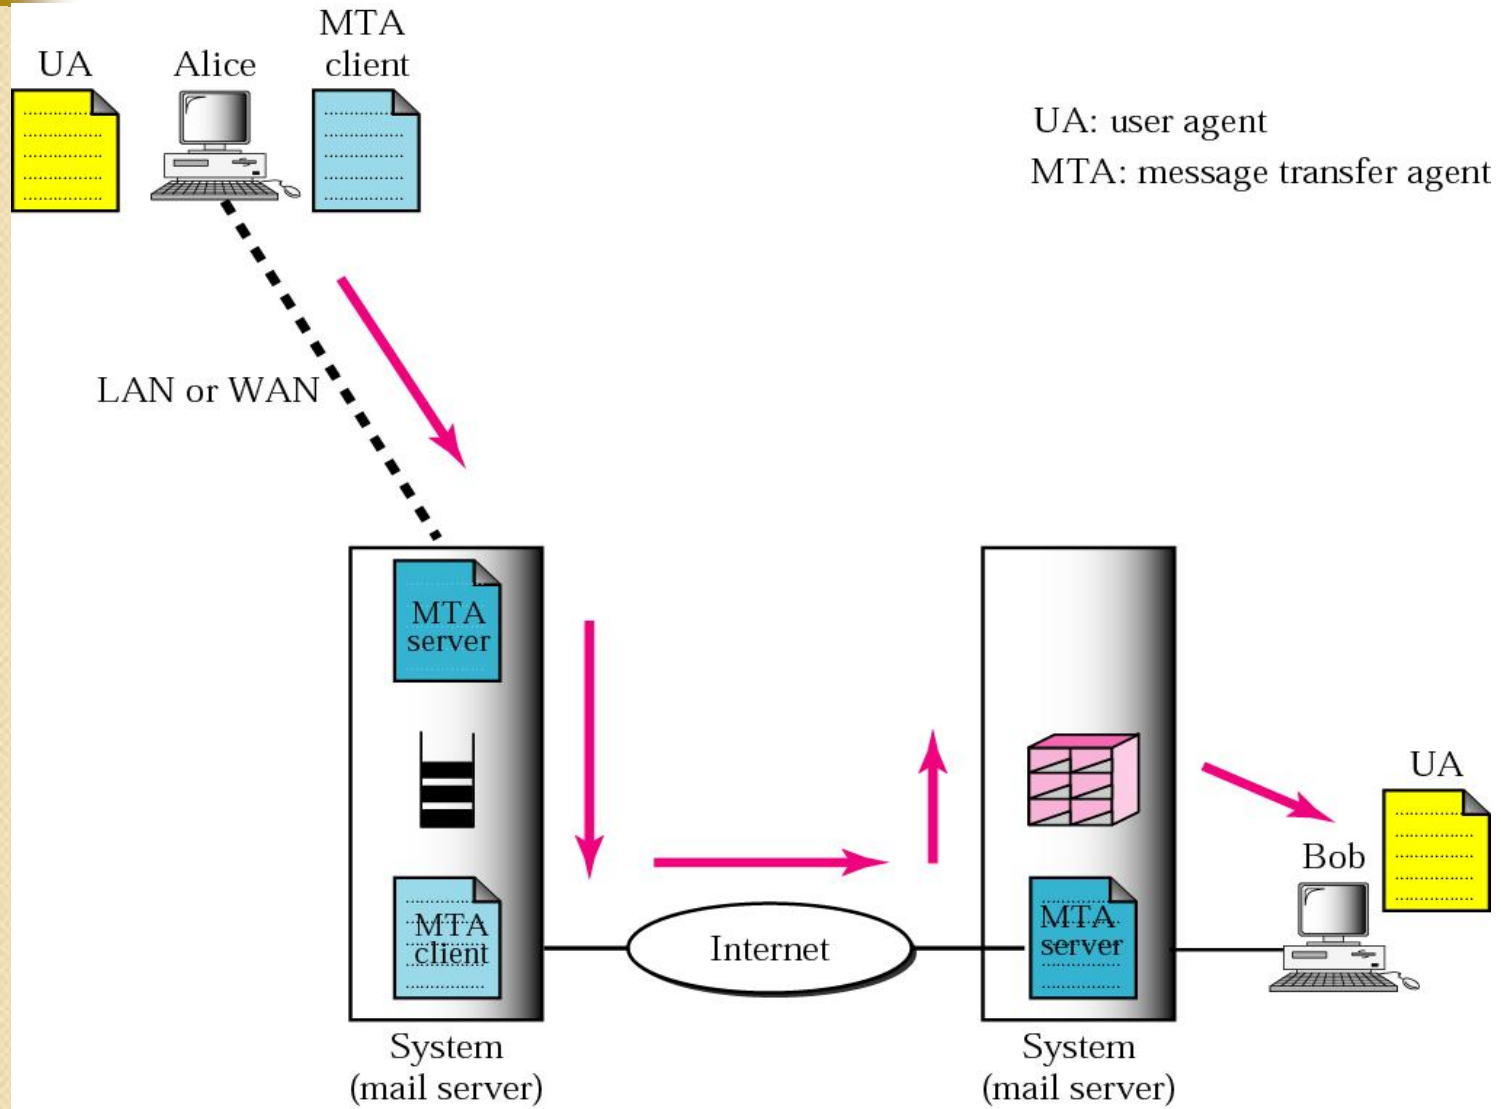 MTA
client
UA
Alice
UA: user agent
MTA: message transfer agent
LAN or WAN
MTA
server
MTA
client
Internet
MTA
server
UA
Bob
System
(mail server)
System
(mail server)